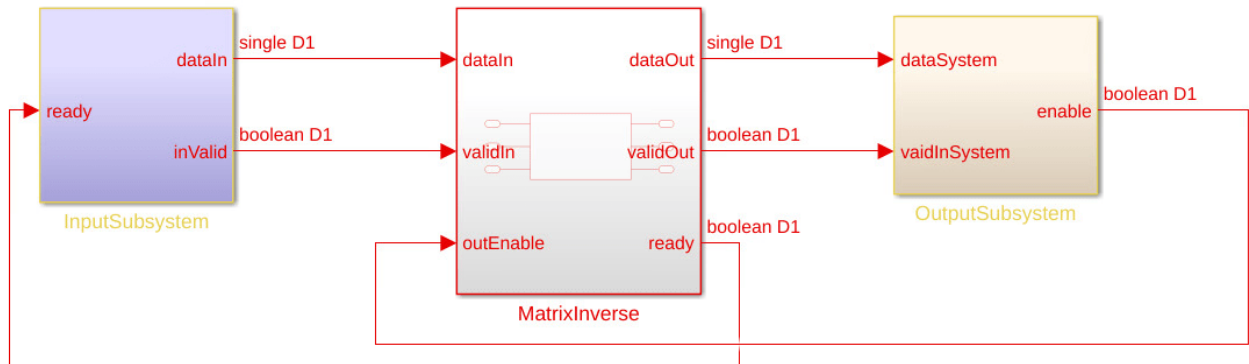 single D1
dataIn
ready
boolean D1
inValid
InputSubsystem
dataIn
dataOut
validIn
validOut
outEnable
ready
MatrixInverse
single D1
boolean D1
boolean D1
dataSystem
enable
vaidInSystem
OutputSubsystem
boolean D1